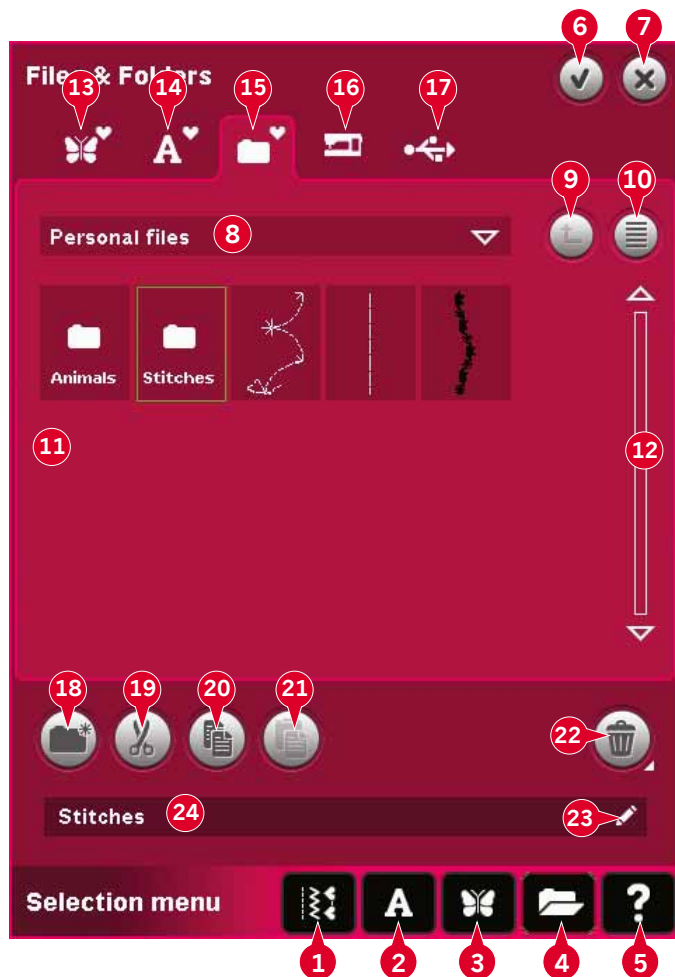 6 7
Files & Folders
13 14 15 16 17
A A
9 10
Personal files 8
Animals Stitches
11 12
18 19 20 21
22
Stitches 24 23
Selection menu A ?
1 2 3 4 5